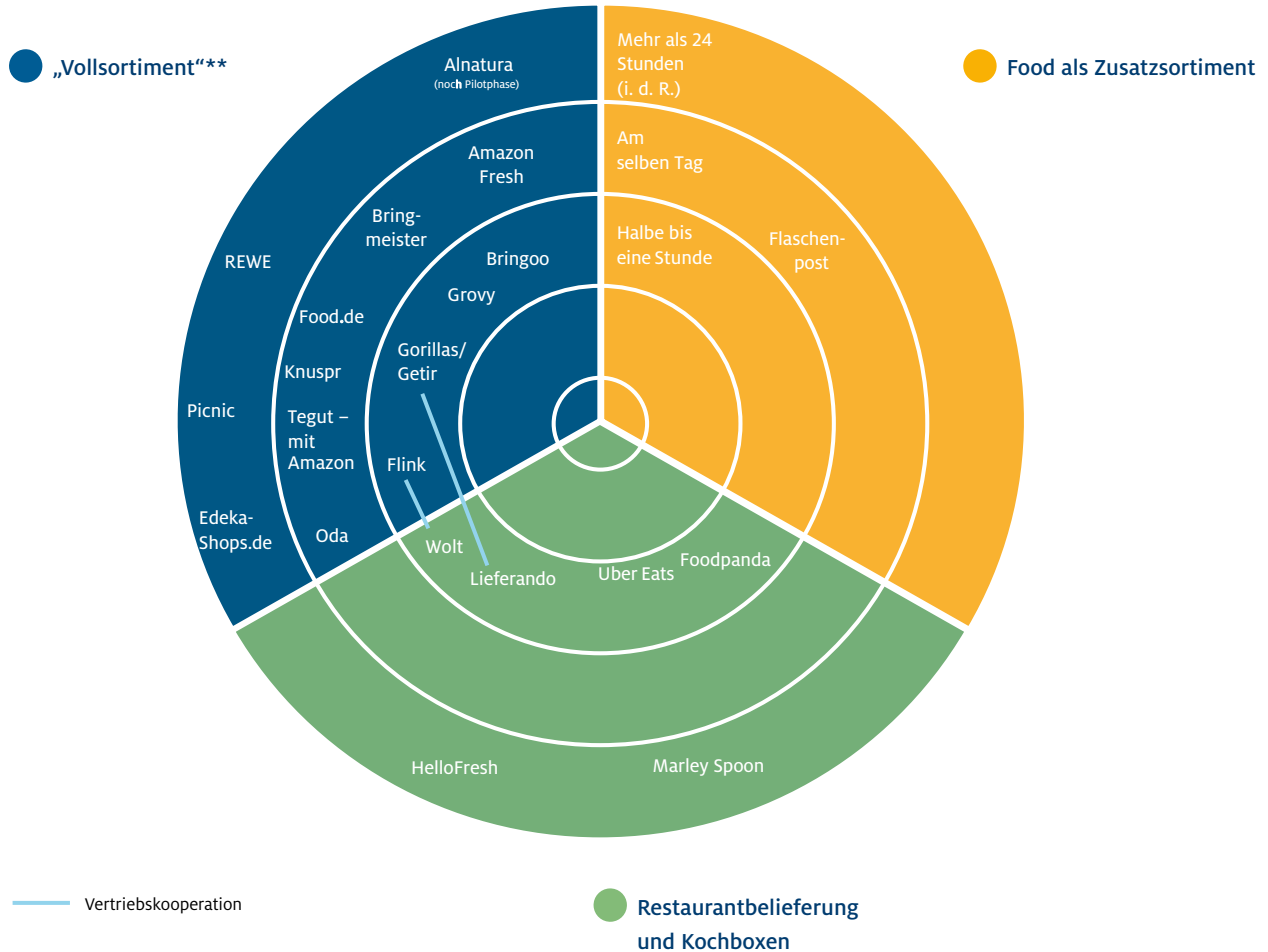 „Vollsortiment“**
Food als Zusatzsortiment
Alnatura
(noch Pilotphase)
Mehr als 24
Stunden
(i. d. R.)
Amazon
Fresh
Am
selben Tag
Bring-
meister
Bringoo
Halbe bis
eine Stunde
Flaschen-
post
REWE
Grovy
Food.de
Gorillas/
Getir
Knuspr
Picnic
Tegut –
mit
Amazon
Flink
Edeka-
Shops.de
Oda
Wolt
Lieferando
Uber Eats
Foodpanda
HelloFresh
Marley Spoon
Vertriebskooperation
Restaurantbelieferung
und Kochboxen